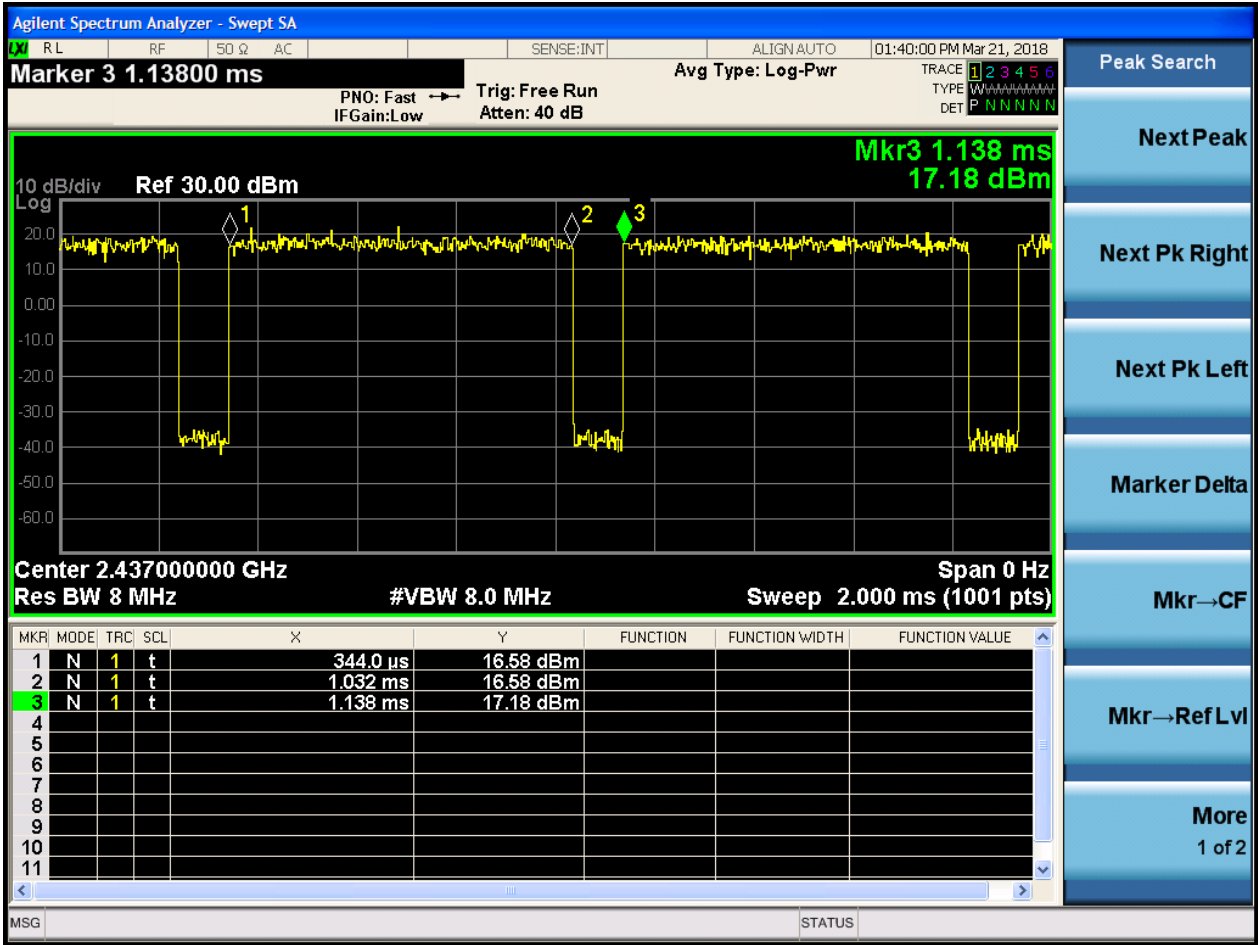 Agilent Spectrum Analyzer - Swept SA
LXI RL RF 50 Ω AC SENSE:INT ALIGN AUTO 01:40:00 PM Mar 21, 2018
Marker 3 1.13800 ms
PNO: Fast
IFGain:Low
Trig: Free Run
Atten: 40 dB
Avg Type: Log-Pwr
TRACE 1 2 3 4 5 6
TYPE W
DET P N N N N N
Mkr3 1.138 ms
17.18 dBm
10 dB/div Ref 30.00 dBm
Log
1 2 3
20.0
10.0
0.00
-10.0
-20.0
-30.0
-40.0
-50.0
-60.0
Center 2.437000000 GHz Span 0 Hz
Res BW 8 MHz #VBW 8.0 MHz Sweep 2.000 ms (1001 pts)
MKR MODE TRC SCL X Y FUNCTION FUNCTION WIDTH FUNCTION VALUE
1 N 1 t 344.0 µs 16.58 dBm
2 N 1 t 1.032 ms 16.58 dBm
3 N 1 t 1.138 ms 17.18 dBm
4
5
6
7
8
9
10
11
MSG STATUS
Peak Search
Next Peak
Next Pk Right
Next Pk Left
Marker Delta
Mkr→CF
Mkr→Ref Lvl
More
1 of 2